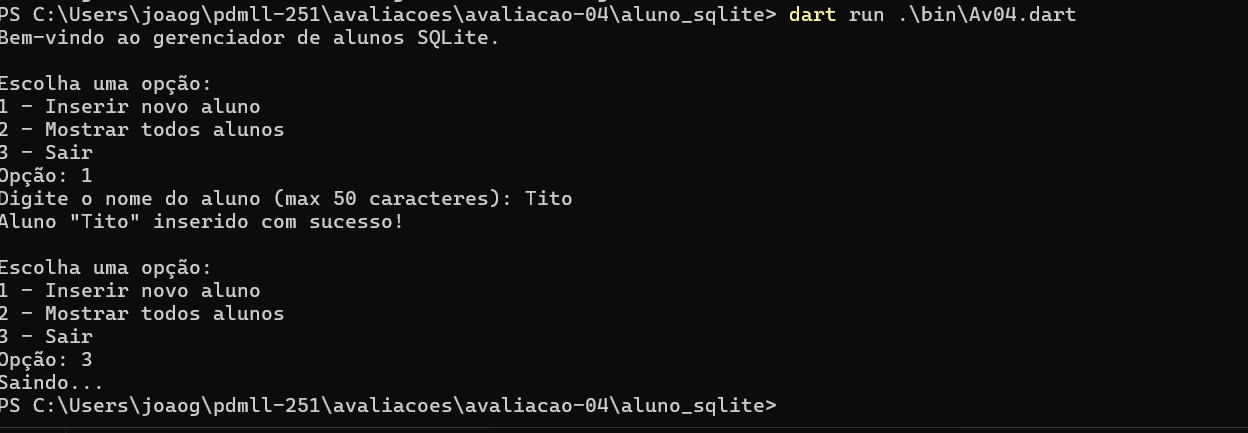 PS C:\Users\joaog\pdmll-251\avaliacoes\avaliacao-04\aluno_sqlite> dart run .\bin\Av04.dart
Bem-vindo ao gerenciador de alunos SQLite.
Escolha uma opção:
1 - Inserir novo aluno
2 - Mostrar todos alunos
3 - Sair
Opção: 1
Digite o nome do aluno (max 50 caracteres): Tito
Aluno "Tito" inserido com sucesso!
Escolha uma opção:
1 - Inserir novo aluno
2 - Mostrar todos alunos
3 - Sair
Opção: 3
Saindo...
PS C:\Users\joaog\pdmll-251\avaliacoes\avaliacao-04\aluno_sqlite>